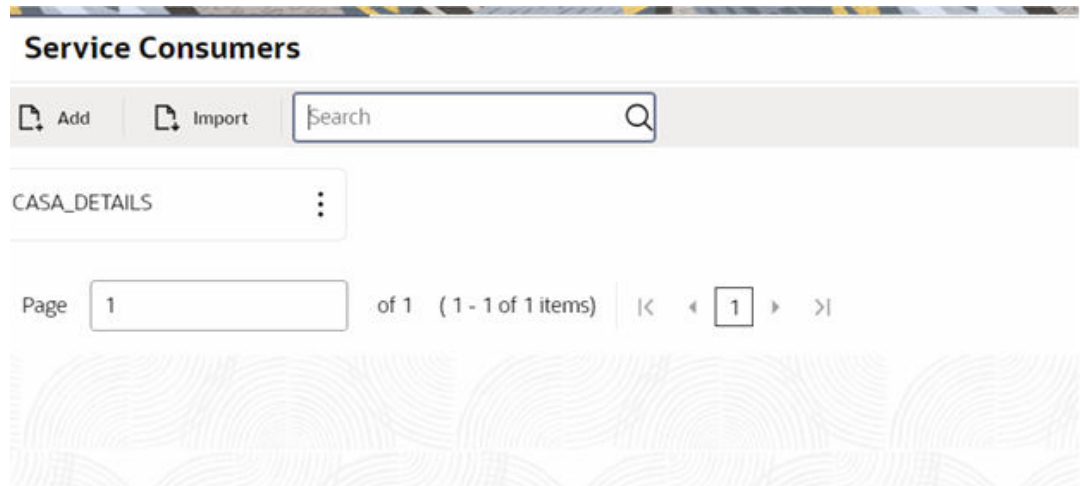 Service Consumers
Add Import Search
CASA_DETAILS
Page 1 of 1 ( 1 - 1 of 1 items) 1